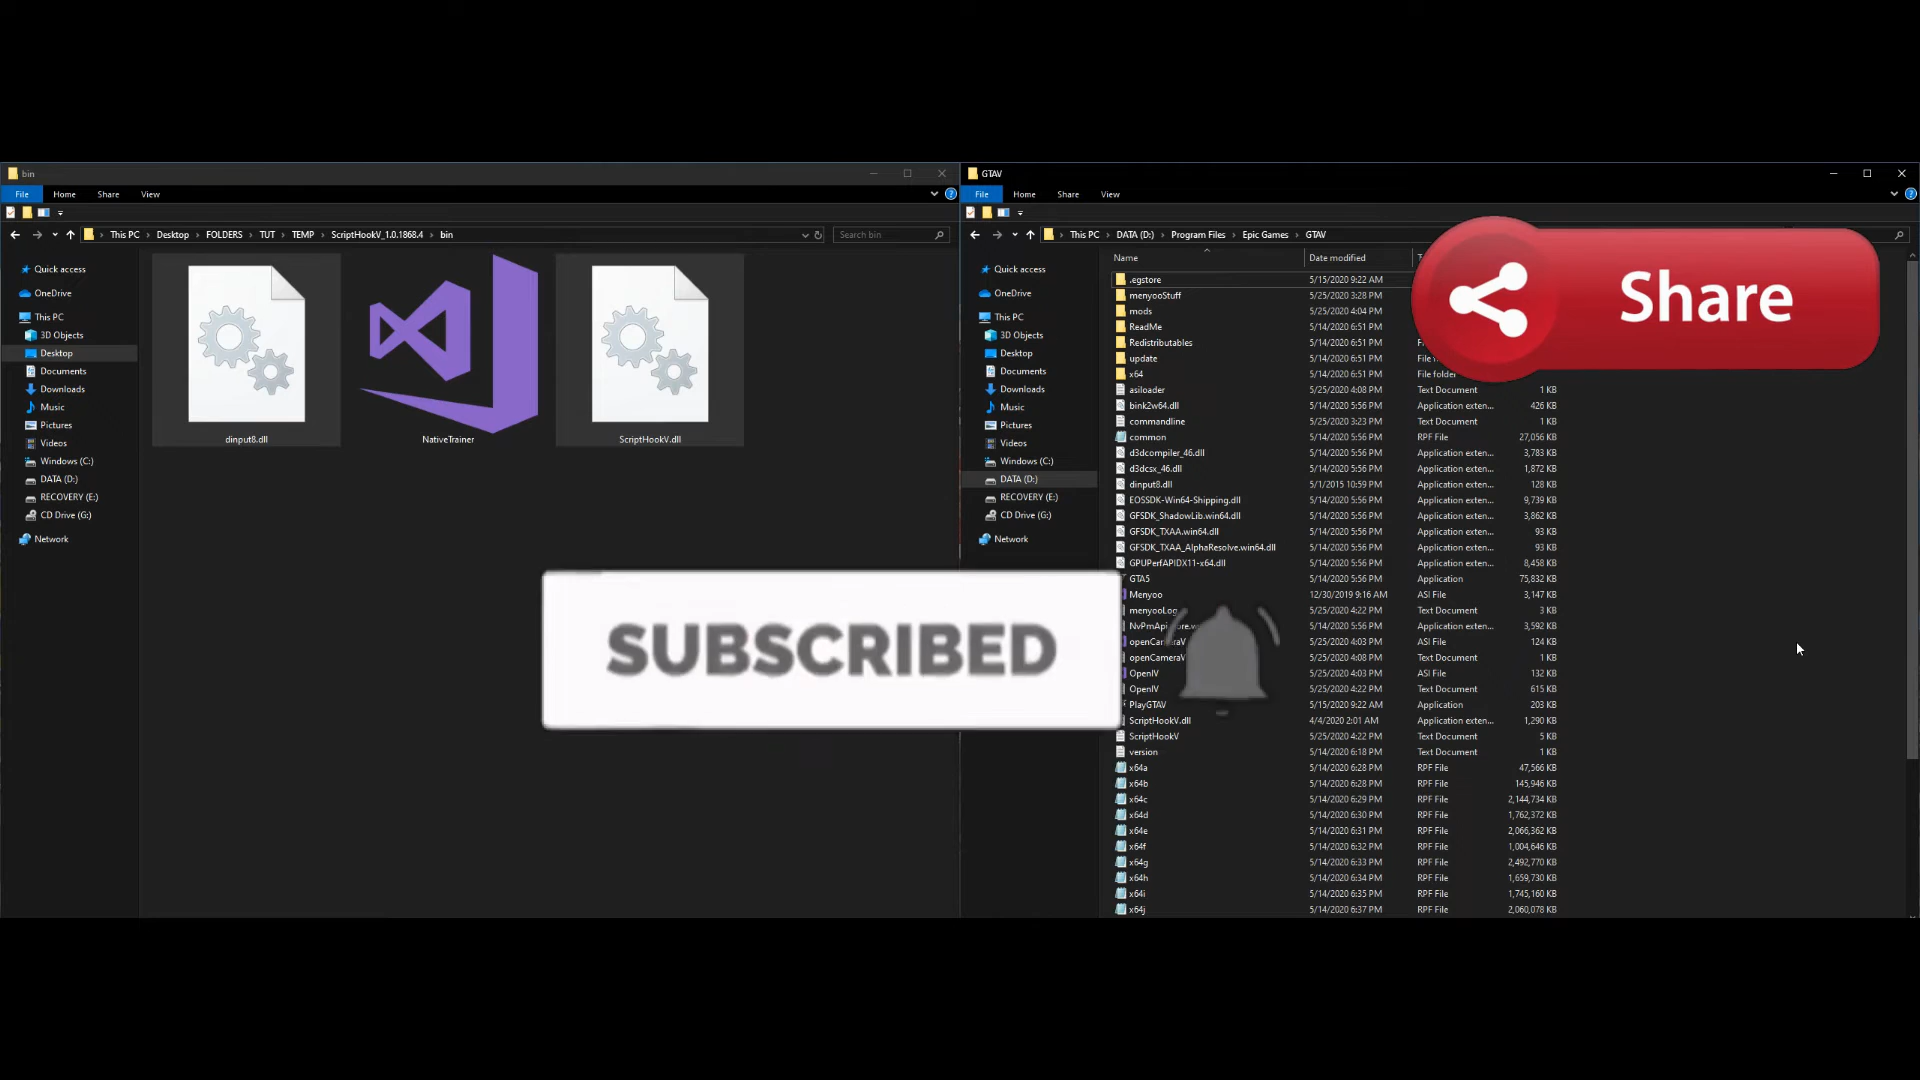 bin
File Home Share View
This PC Desktop FOLDERS TUT TEMP ScriptHookV_1.0.1868.4 bin
Search bin
Quick access
OneDrive
This PC
3D Objects
Desktop
Documents
Downloads
Music
Pictures
Videos
Windows (C:)
DATA (D:)
RECOVERY (E:)
CD Drive (G:)
Network
dinput8.dll
NativeTrainer
ScriptHookV.dll
GTAV
File Home Share View
This PC DATA (D:) Program Files Epic Games GTAV
Quick access
OneDrive
This PC
3D Objects
Desktop
Documents
Downloads
Music
Pictures
Videos
Windows (C:)
DATA (D:)
RECOVERY (E:)
CD Drive (G:)
Network
Name Date modified
.egstore 5/15/2020 9:22 AM
menyooStuff 5/25/2020 3:28 PM
mods 5/25/2020 4:04 PM
ReadMe 5/14/2020 6:51 PM
Redistributables 5/14/2020 6:51 PM
update 5/14/2020 6:51 PM
x64 5/14/2020 6:51 PM File folder
asiloader 5/25/2020 4:08 PM Text Document 1 KB
bink2w64.dll 5/14/2020 5:56 PM Application exten... 426 KB
commandline 5/25/2020 3:23 PM Text Document 1 KB
common 5/14/2020 5:56 PM RPF File 27,056 KB
d3dcompiler_46.dll 5/14/2020 5:56 PM Application exten... 3,783 KB
d3dcsx_46.dll 5/14/2020 5:56 PM Application exten... 1,872 KB
dinput8.dll 5/1/2015 10:59 PM Application exten... 128 KB
EOSSDK-Win64-Shipping.dll 5/14/2020 5:56 PM Application exten... 9,739 KB
GFSDK_ShadowLib.win64.dll 5/14/2020 5:56 PM Application exten... 3,862 KB
GFSDK_TXAA.win64.dll 5/14/2020 5:56 PM Application exten... 93 KB
GFSDK_TXAA_AlphaResolve.win64.dll 5/14/2020 5:56 PM Application exten... 93 KB
GPUPerfAPIDX11-x64.dll 5/14/2020 5:56 PM Application exten... 8,458 KB
GTA5 5/14/2020 5:56 PM Application 75,832 KB
Menyoo 12/30/2019 9:16 AM ASI File 3,147 KB
menyooLog 5/25/2020 4:22 PM Text Document 3 KB
5/14/2020 5:56 PM Application exten... 3,592 KB
5/25/2020 4:03 PM ASI File 124 KB
openCameraV 5/25/2020 4:08 PM Text Document 1 KB
OpenIV 5/25/2020 4:03 PM ASI File 132 KB
OpenIV 5/25/2020 4:22 PM Text Document 615 KB
PlayGTAV 5/15/2020 9:22 AM Application 203 KB
ScriptHookV.dll 4/4/2020 2:01 AM Application exten... 1,290 KB
ScriptHookV 5/25/2020 4:22 PM Text Document 5 KB
version 5/14/2020 6:18 PM Text Document 1 KB
x64a 5/14/2020 6:28 PM RPF File 47,566 KB
x64b 5/14/2020 6:28 PM RPF File 145,946 KB
x64c 5/14/2020 6:29 PM RPF File 2,144,734 KB
x64d 5/14/2020 6:30 PM RPF File 1,762,372 KB
x64e 5/14/2020 6:31 PM RPF File 2,066,362 KB
x64f 5/14/2020 6:32 PM RPF File 1,004,646 KB
x64g 5/14/2020 6:33 PM RPF File 2,492,770 KB
x64h 5/14/2020 6:34 PM RPF File 1,659,730 KB
x64i 5/14/2020 6:35 PM RPF File 1,745,160 KB
x64j 5/14/2020 6:37 PM RPF File 2,060,078 KB
Share
SUBSCRIBED